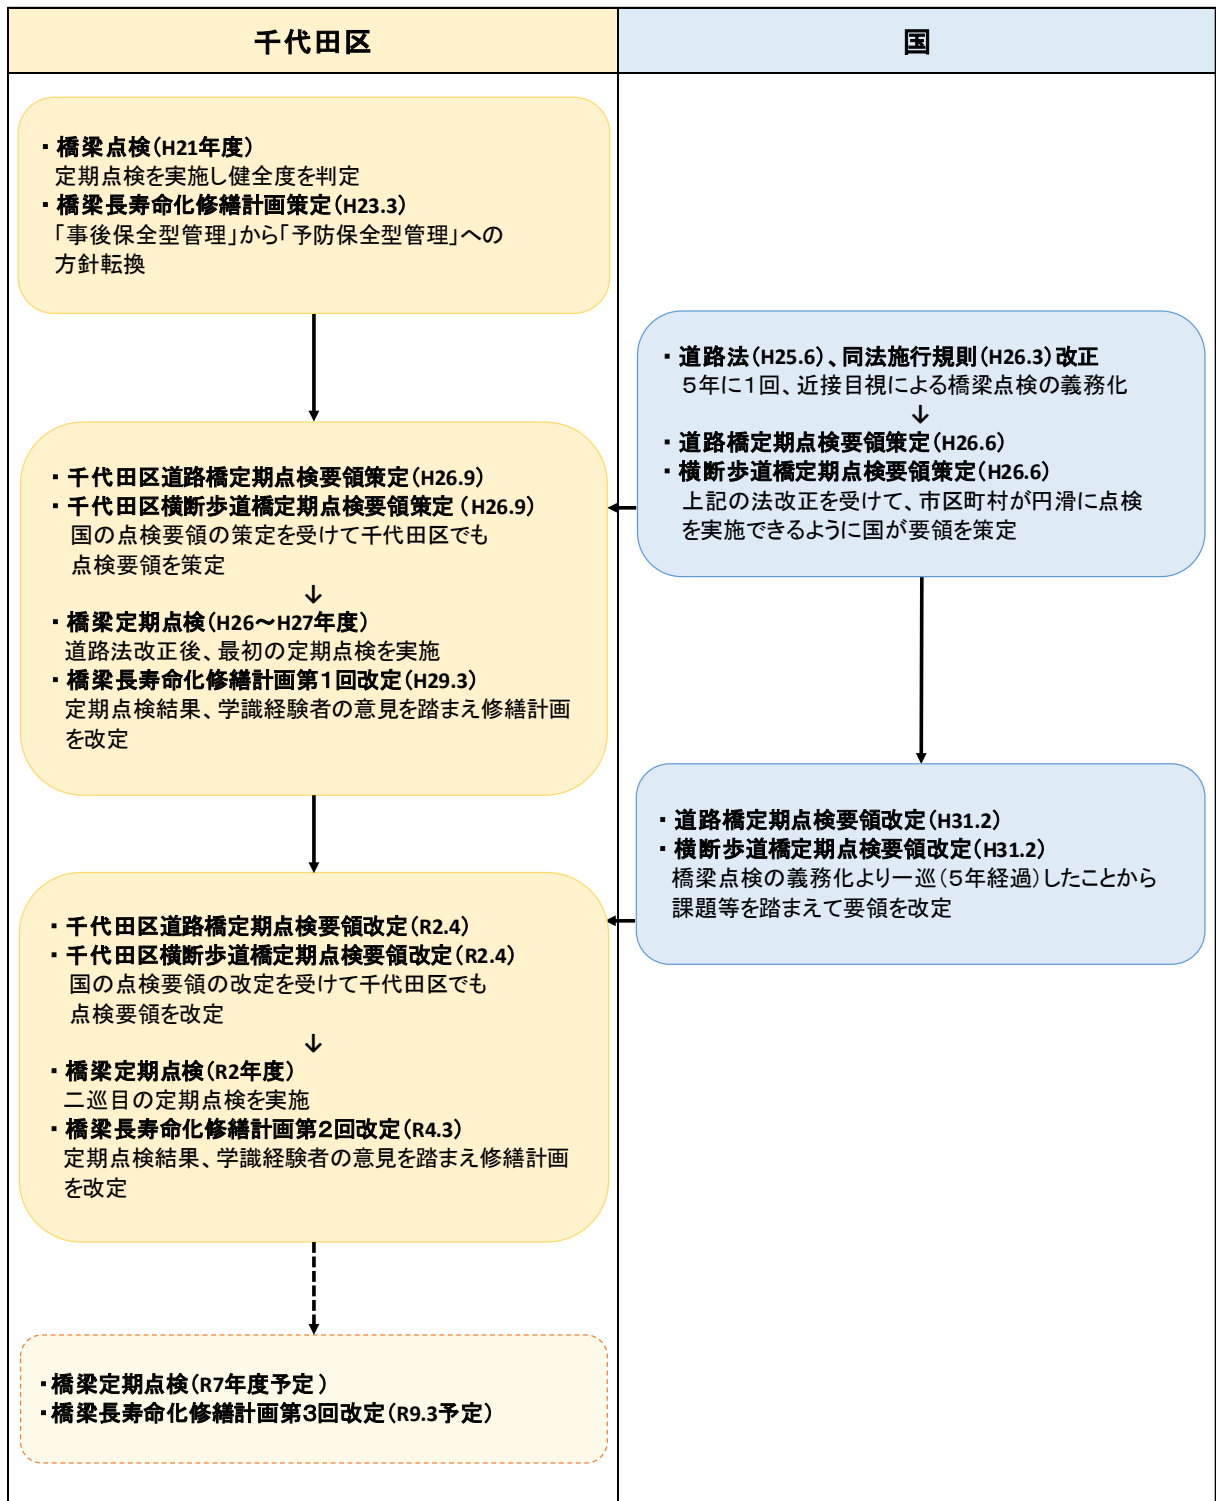 千代田区
国
・橋梁点検（H21年度）
定期点検を実施し健全度を判定
・橋梁長寿命化修繕計画策定（H23.3）
「事後保全型管理」から「予防保全型管理」への
方針転換
・道路法（H25.6）、同法施行規則（H26.3）改正
５年に１回、近接目視による橋梁点検の義務化
↓
・道路橋定期点検要領策定（H26.6）
・横断歩道橋定期点検要領策定（H26.6）
上記の法改正を受けて、市区町村が円滑に点検
を実施できるように国が要領を策定
・千代田区道路橋定期点検要領策定（H26.9）
・千代田区横断歩道橋定期点検要領策定（H26.9）
国の点検要領の策定を受けて千代田区でも
点検要領を策定
↓
・橋梁定期点検（H26～H27年度）
道路法改正後、最初の定期点検を実施
・橋梁長寿命化修繕計画第１回改定（H29.3）
定期点検結果、学識経験者の意見を踏まえ修繕計画
を改定
・道路橋定期点検要領改定（H31.2）
・横断歩道橋定期点検要領改定（H31.2）
橋梁点検の義務化より一巡（５年経過）したことから
課題等を踏まえて要領を改定
・千代田区道路橋定期点検要領改定（R2.4）
・千代田区横断歩道橋定期点検要領改定（R2.4）
国の点検要領の改定を受けて千代田区でも
点検要領を改定
↓
・橋梁定期点検（R2年度）
二巡目の定期点検を実施
・橋梁長寿命化修繕計画第２回改定（R4.3）
定期点検結果、学識経験者の意見を踏まえ修繕計画
を改定
・橋梁定期点検（R7年度予定）
・橋梁長寿命化修繕計画第３回改定（R9.3予定）